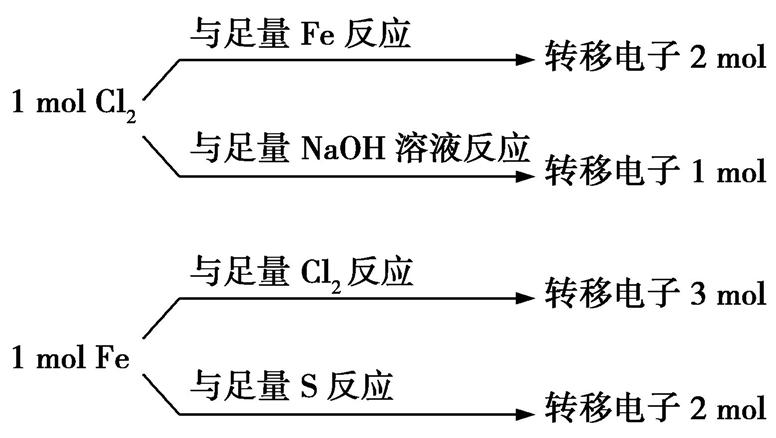 与足量 Fe 反应
转移电子 2 mol
1 mol Cl₂
与足量 NaOH 溶液反应
转移电子 1 mol
与足量 Cl₂ 反应
转移电子 3 mol
1 mol Fe
与足量 S 反应
转移电子 2 mol